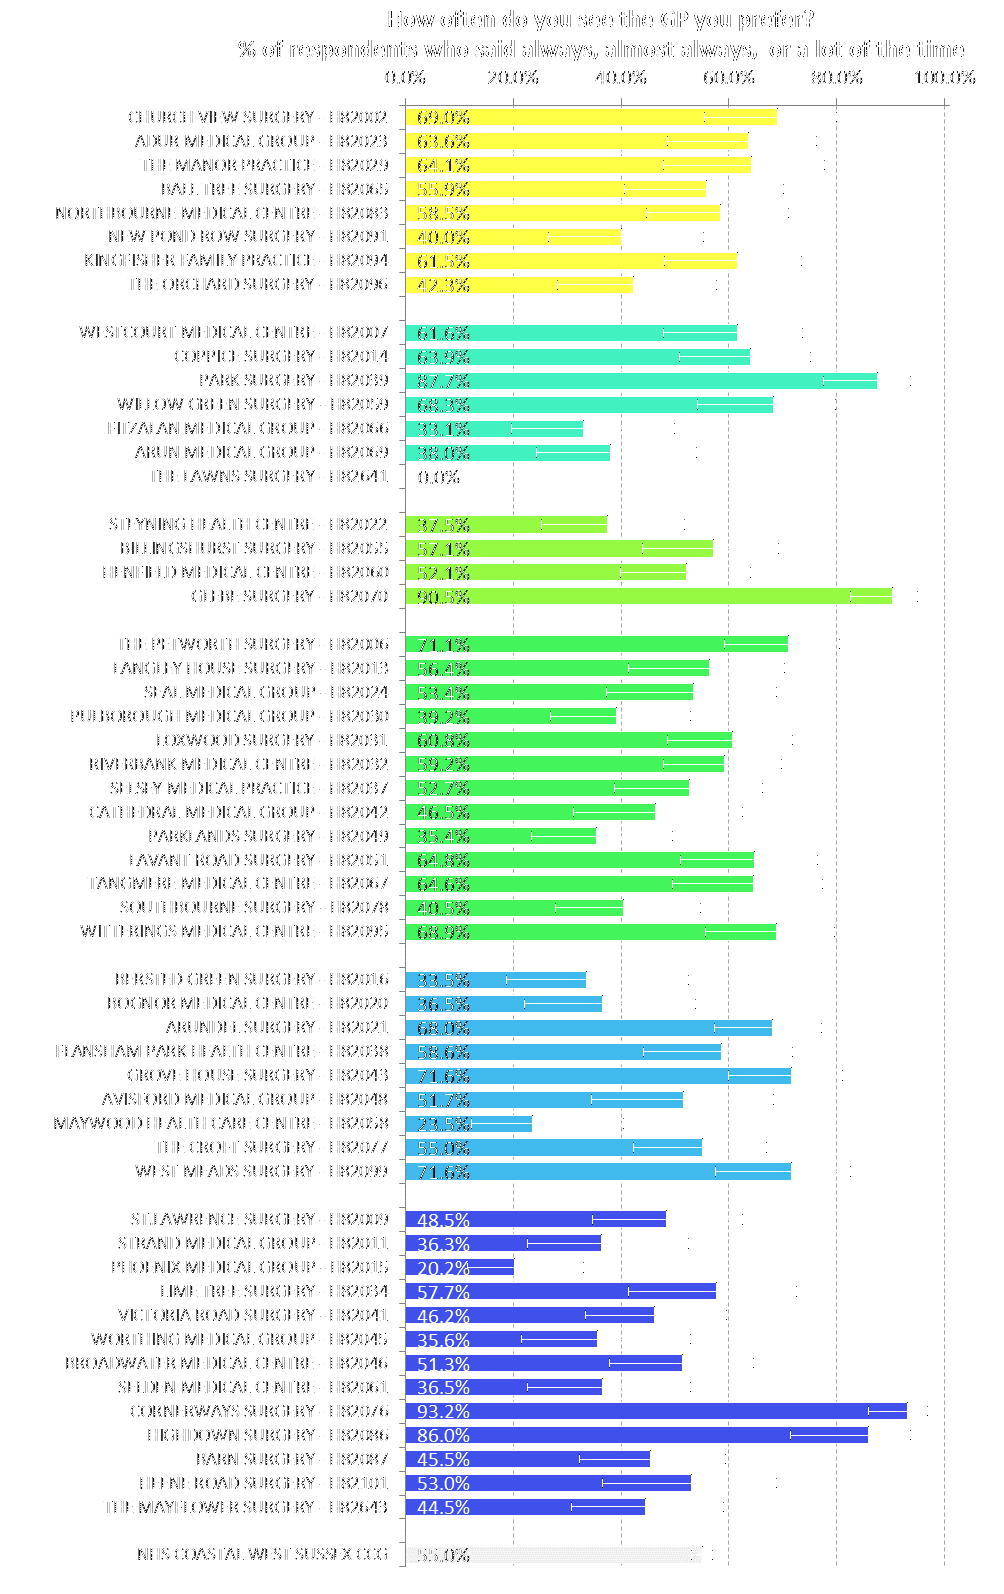 How often do you see the GP you prefer?
% of respondents who said always, almost always, or a lot of the time
0.0% 20.0% 40.0% 60.0% 80.0% 100.0%
CHURCH VIEW SURGERY - H82002 69.0%
ADUR MEDICAL GROUP - H82023 63.6%
THE MANOR PRACTICE - H82029 64.1%
BALL TREE SURGERY - H82065 55.9%
NORTHBOURNE MEDICAL CENTRE - H82083 58.5%
NEW POND ROW SURGERY - H82091 40.0%
KINGFISHER FAMILY PRACTICE - H82094 61.5%
THE ORCHARD SURGERY - H82096 42.3%
WESTCOURT MEDICAL CENTRE - H82007 61.6%
COPPICE SURGERY - H82014 63.9%
PARK SURGERY - H82039 87.7%
WILLOW GREEN SURGERY - H82059 68.3%
FITZALAN MEDICAL GROUP - H82066 33.1%
ARUN MEDICAL GROUP - H82069 38.0%
THE LAWNS SURGERY - H82641 0.0%
STEYNING HEALTH CENTRE - H82022 37.5%
BILLINGSHURST SURGERY - H82055 57.1%
HENFIELD MEDICAL CENTRE - H82060 52.1%
GLEBE SURGERY - H82070 90.5%
THE PETWORTH SURGERY - H82006 71.1%
LANGLEY HOUSE SURGERY - H82013 56.4%
SEAL MEDICAL GROUP - H82024 53.4%
PULBOROUGH MEDICAL GROUP - H82030 39.2%
LOXWOOD SURGERY - H82031 60.8%
RIVERBANK MEDICAL CENTRE - H82032 59.2%
SELSEY MEDICAL PRACTICE - H82037 52.7%
CATHEDRAL MEDICAL GROUP - H82042 46.5%
PARKLANDS SURGERY - H82049 35.4%
LAVANT ROAD SURGERY - H82051 64.8%
TANGMERE MEDICAL CENTRE - H82067 64.6%
SOUTHBOURNE SURGERY - H82078 40.5%
WITTERINGS MEDICAL CENTRE - H82095 68.9%
BERSTED GREEN SURGERY - H82016 33.5%
BOGNOR MEDICAL CENTRE - H82020 36.5%
ARUNDEL SURGERY - H82021 68.0%
FLANSHAM PARK HEALTH CENTRE - H82038 58.6%
GROVE HOUSE SURGERY - H82043 71.6%
AVISFORD MEDICAL GROUP - H82048 51.7%
MAYWOOD HEALTH CARE CENTRE - H82058 23.5%
THE CROFT SURGERY - H82077 55.0%
WEST MEADS SURGERY - H82099 71.6%
ST.LAWRENCE SURGERY - H82009 48.5%
STRAND MEDICAL GROUP - H82011 36.3%
PHOENIX MEDICAL GROUP - H82015 20.2%
LIME TREE SURGERY - H82034 57.7%
VICTORIA ROAD SURGERY - H82041 46.2%
WORTHING MEDICAL GROUP - H82045 35.6%
BROADWATER MEDICAL CENTRE - H82046 51.3%
SELDEN MEDICAL CENTRE - H82061 36.5%
CORNERWAYS SURGERY - H82076 93.2%
HIGHDOWN SURGERY - H82086 86.0%
BARN SURGERY - H82087 45.5%
HEENE ROAD SURGERY - H82101 53.0%
THE MAYFLOWER SURGERY - H82643 44.5%
NHS COASTAL WEST SUSSEX CCG 55.0%